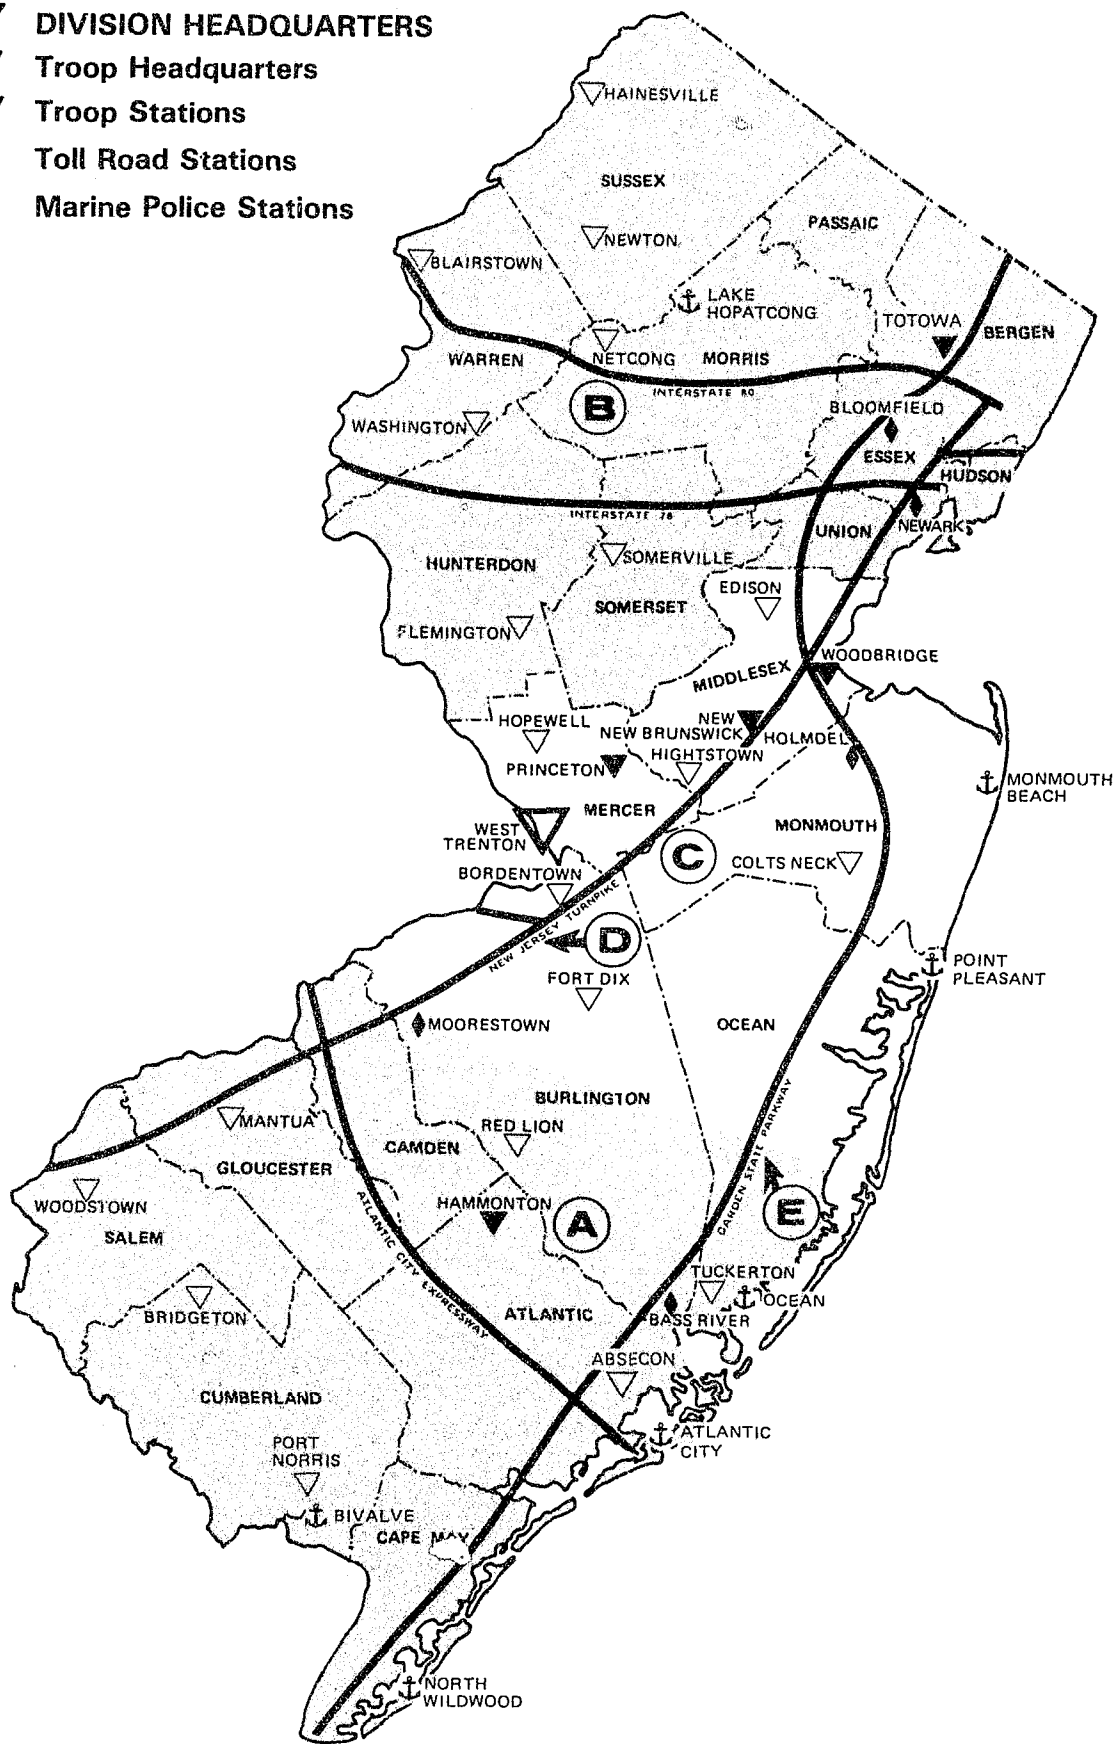 DIVISION HEADQUARTERS
Troop Headquarters
Troop Stations
Toll Road Stations
Marine Police Stations
HAINESVILLE
SUSSEX
PASSAIC
NEWTON
BLAIRSTOWN
LAKE
HOPATCONG
TOTOWA
BERGEN
WARREN
NETCONG
MORRIS
INTERSTATE 80
B
BLOOMFIELD
WASHINGTON
ESSEX
HUDSON
INTERSTATE 78
NEWARK
UNION
HUNTERDON
SOMERVILLE
EDISON
SOMERSET
FLEMINGTON
WOODBRIDGE
MIDDLESEX
HOPEWELL
NEW
NEW BRUNSWICK
HOLMDEL
HIGHTSTOWN
PRINCETON
MONMOUTH
BEACH
MERCER
WEST
TRENTON
MONMOUTH
C
COLTS NECK
BORDENTOWN
NEW JERSEY TURNPIKE
D
POINT
PLEASANT
FORT DIX
MOORESTOWN
OCEAN
BURLINGTON
GARDEN STATE PARKWAY
MANTUA
RED LION
CAMDEN
GLOUCESTER
WOODSTOWN
HAMMONTON
A
E
SALEM
ATLANTIC CITY EXPRESSWAY
TUCKERTON
OCEAN
BRIDGETON
ATLANTIC
BASS RIVER
ABSECON
CUMBERLAND
ATLANTIC
CITY
PORT
NORRIS
BIVALVE
CAPE MAY
NORTH
WILDWOOD